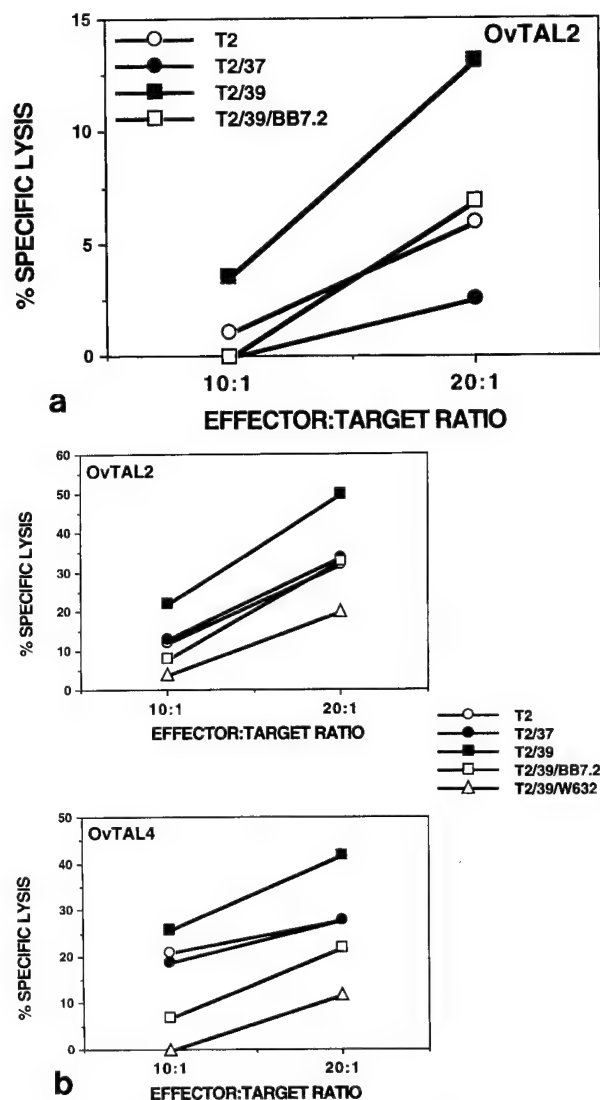 OvTAL2
15
10
5
0
T2
T2/37
T2/39
T2/39/BB7.2
% SPECIFIC LYSIS
10:1
20:1
EFFECTOR:TARGET RATIO
a
OvTAL2
60
50
40
30
20
10
0
% SPECIFIC LYSIS
10:1
20:1
EFFECTOR:TARGET RATIO
T2
T2/37
T2/39
T2/39/BB7.2
T2/39/W632
OvTAL4
50
40
30
20
10
0
% SPECIFIC LYSIS
10:1
20:1
EFFECTOR:TARGET RATIO
b